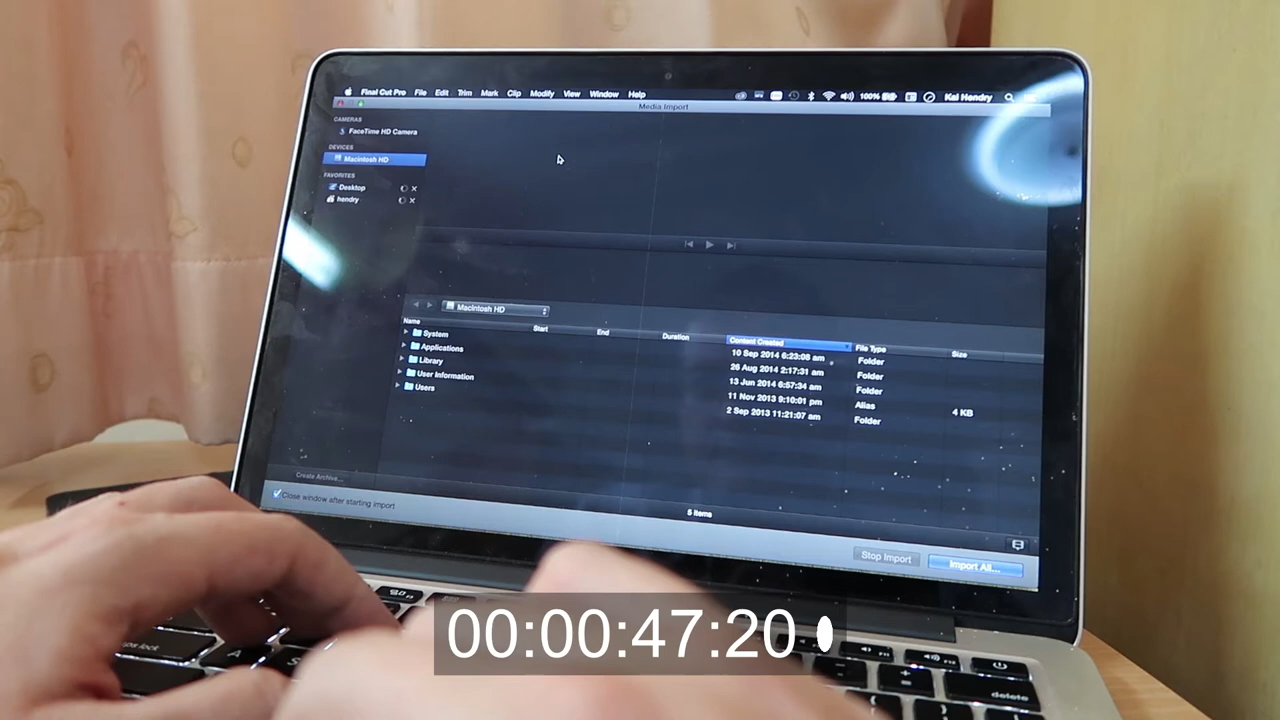 Final Cut Pro File Edit Trim Mark Clip Modify View Window Help 100% Kai Hendry
Media Import
CAMERAS
FaceTime HD Camera
DEVICES
Macintosh HD
FAVORITES
Desktop
hendry
Macintosh HD
Name Start End Duration Content Created File Type Size
System 10 Sep 2014 6:23:08 am Folder
Applications 26 Aug 2014 2:17:31 am Folder
Library 13 Jun 2014 6:57:34 am Folder
User Information 11 Nov 2013 9:10:01 pm Alias 4 KB
Users 2 Sep 2013 11:21:07 am Folder
Create Archive...
Close window after starting import
5 items
Stop Import Import All...
00:00:47:20
A S
delete